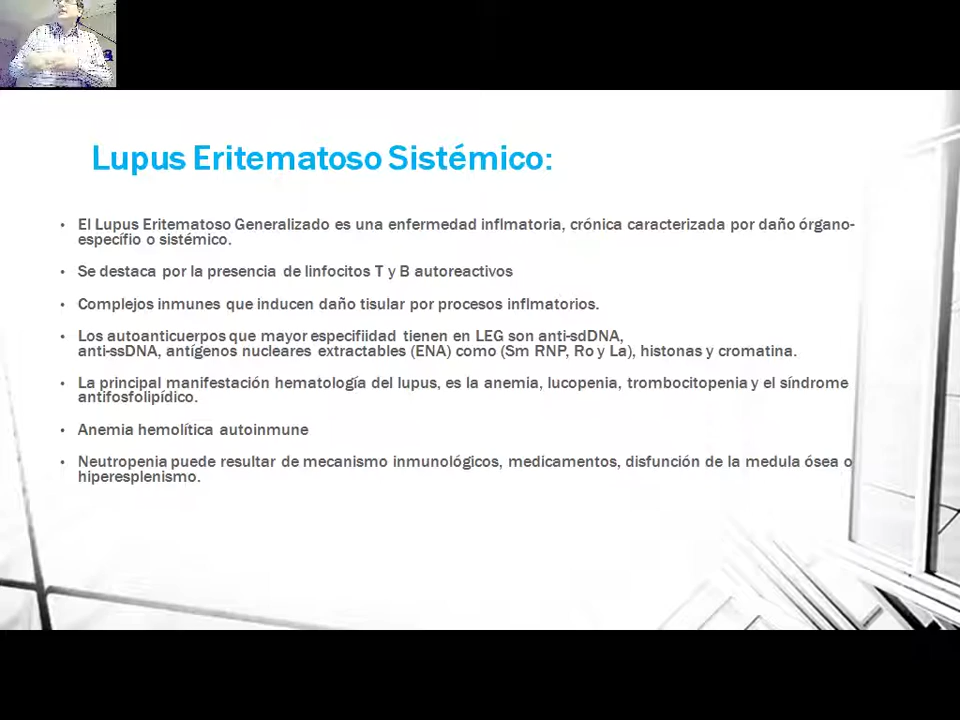 Lupus Eritematoso Sistémico:
• El Lupus Eritematoso Generalizado es una enfermedad inflmatoria, crónica caracterizada por daño órgano-
específio o sistémico.
• Se destaca por la presencia de linfocitos T y B autoreactivos
• Complejos inmunes que inducen daño tisular por procesos inflmatorios.
• Los autoanticuerpos que mayor especifiidad tienen en LEG son anti-sdDNA,
anti-ssDNA, antígenos nucleares extractables (ENA) como (Sm RNP, Ro y La), histonas y cromatina.
• La principal manifestación hematología del lupus, es la anemia, lucopenia, trombocitopenia y el síndrome
antifosfolipídico.
• Anemia hemolítica autoinmune
• Neutropenia puede resultar de mecanismo inmunológicos, medicamentos, disfunción de la medula ósea o
hiperesplenismo.